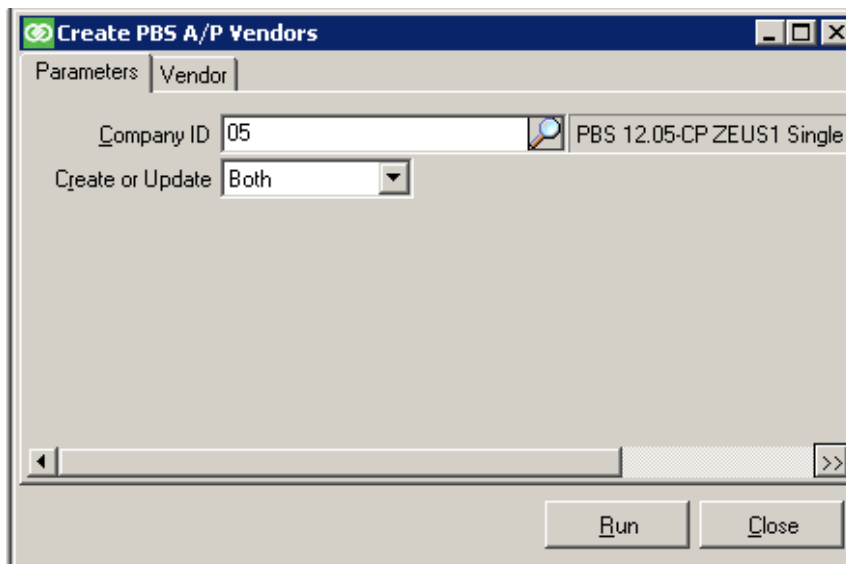 Create PBS A/P Vendors
Parameters Vendor
Company ID 05 PBS 12.05-CP ZEUS1 Single
Create or Update Both
>>
Run Close